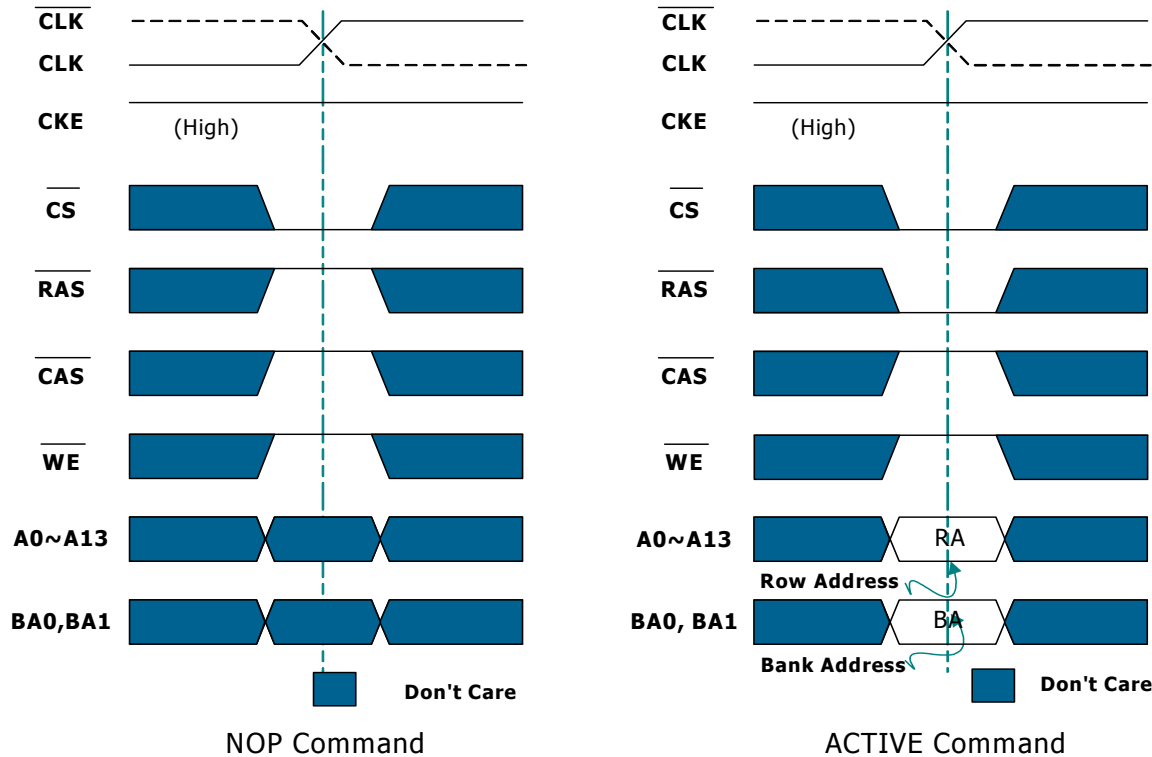 CLK
CLK
CKE
(High)
CS
RAS
CAS
WE
A0~A13
BA0,BA1
Don't Care
NOP Command
CLK
CLK
CKE
(High)
CS
RAS
CAS
WE
A0~A13
RA
Row Address
BA0, BA1
BA
Bank Address
Don't Care
ACTIVE Command